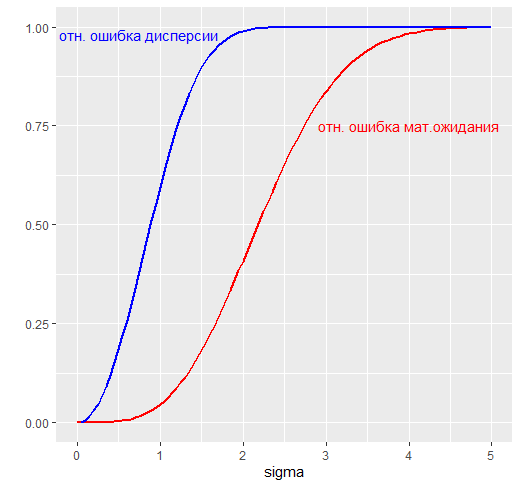 1.00
отн. ошибка дисперсии
0.75
отн. ошибка мат.ожидания
0.50
0.25
0.00
0 1 2 3 4 5
sigma